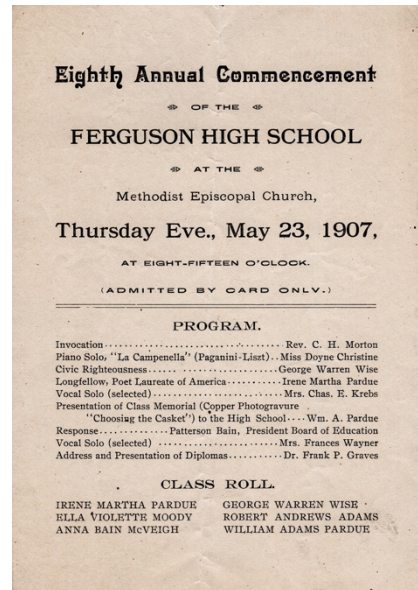 Eighth Annual Commencement
OF THE
FERGUSON HIGH SCHOOL
AT THE
Methodist Episcopal Church,
Thursday Eve., May 23, 1907,
AT EIGHT-FIFTEEN O'CLOCK.
(ADMITTED BY CARD ONLY.)
PROGRAM.
Invocation........................................Rev. C. H. Morton
Piano Solo, "La Campenella" (Paganini-Liszt)..Miss Doyne Christine
Civic Righteousness...... ..................George Warren Wise
Longfellow, Poet Laureate of America..........Irene Martha Pardue
Vocal Solo (selected)........................Mrs. Chas. E. Krebs
Presentation of Class Memorial (Copper Photogravure
"Choosing the Casket") to the High School....Wm. A. Pardue
Response.............Patterson Bain, President Board of Education
Vocal Solo (selected) ......................Mrs. Frances Wayner
Address and Presentation of Diplomas..........Dr. Frank P. Graves
CLASS ROLL.
IRENE MARTHA PARDUE GEORGE WARREN WISE
ELLA VIOLETTE MOODY ROBERT ANDREWS ADAMS
ANNA BAIN McVEIGH WILLIAM ADAMS PARDUE